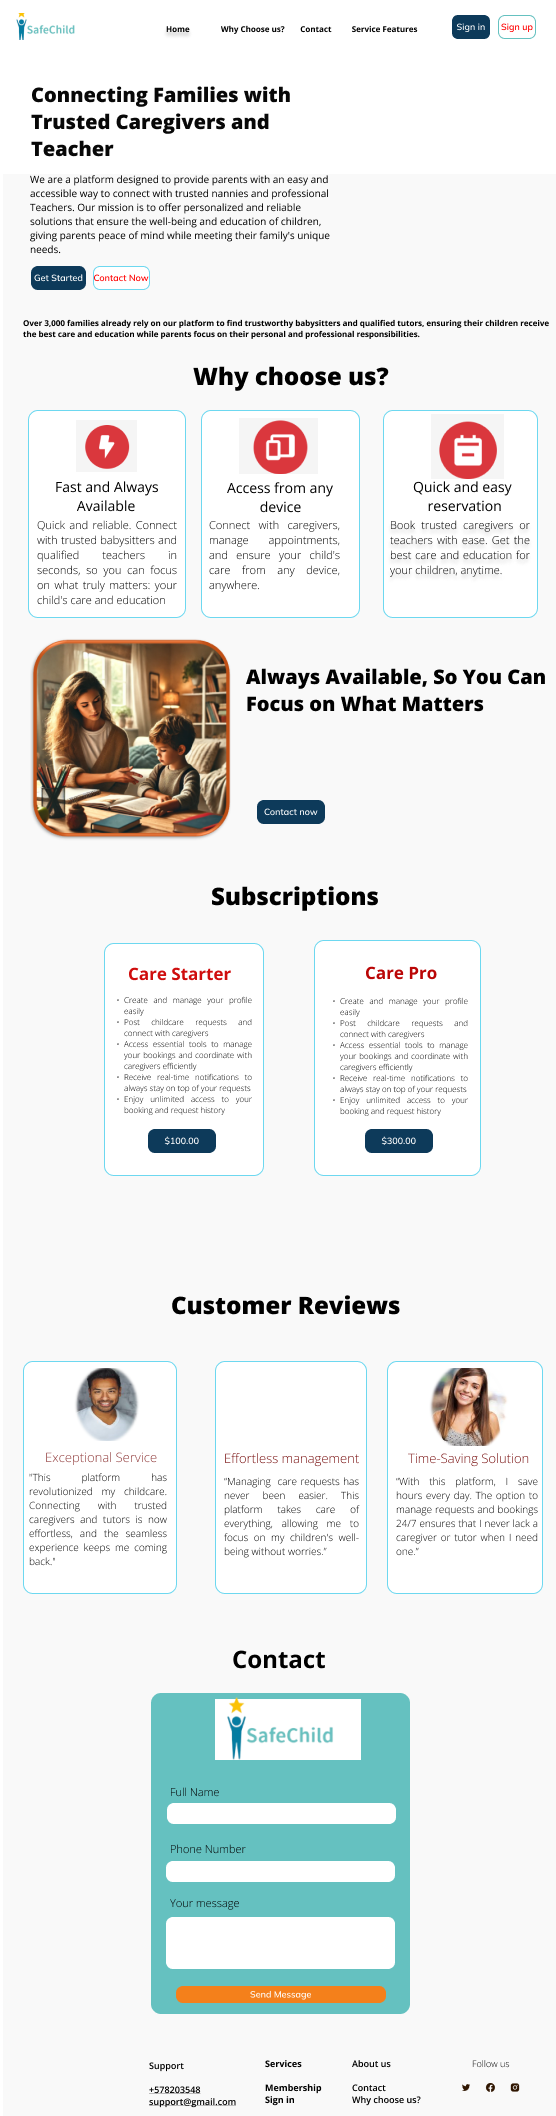 SafeChild
Home
Why Choose us?
Contact
Service Features
Sign in
Sign up
Connecting Families with
Trusted Caregivers and
Teacher
We are a platform designed to provide parents with an easy and
accessible way to connect with trusted nannies and professional
Teachers. Our mission is to offer personalized and reliable
solutions that ensure the well-being and education of children,
giving parents peace of mind while meeting their family's unique
needs.
Get Started
Contact Now
Over 3,000 families already rely on our platform to find trustworthy babysitters and qualified tutors, ensuring their children receive
the best care and education while parents focus on their personal and professional responsibilities.
Why choose us?
Fast and Always
Available
Quick and reliable. Connect
with trusted babysitters and
qualified teachers in
seconds, so you can focus
on what truly matters: your
child's care and education
Access from any
device
Connect with caregivers,
manage appointments,
and ensure your child's
care from any device,
anywhere.
Quick and easy
reservation
Book trusted caregivers or
teachers with ease. Get the
best care and education for
your children, anytime.
Always Available, So You Can
Focus on What Matters
Contact now
Subscriptions
Care Starter
• Create and manage your profile
easily
• Post childcare requests and
connect with caregivers
• Access essential tools to manage
your bookings and coordinate with
caregivers efficiently
• Receive real-time notifications to
always stay on top of your requests
• Enjoy unlimited access to your
booking and request history
$100.00
Care Pro
• Create and manage your profile
easily
• Post childcare requests and
connect with caregivers
• Access essential tools to manage
your bookings and coordinate with
caregivers efficiently
• Receive real-time notifications to
always stay on top of your requests
• Enjoy unlimited access to your
booking and request history
$300.00
Customer Reviews
Exceptional Service
"This platform has
revolutionized my childcare.
Connecting with trusted
caregivers and tutors is now
effortless, and the seamless
experience keeps me coming
back."
Effortless management
"Managing care requests has
never been easier. This
platform takes care of
everything, allowing me to
focus on my children's well-
being without worries."
Time-Saving Solution
"With this platform, I save
hours every day. The option to
manage requests and bookings
24/7 ensures that I never lack a
caregiver or tutor when I need
one."
Contact
SafeChild
Full Name
Phone Number
Your message
Send Message
Support
+578203548
support@gmail.com
Services
Membership
Sign in
About us
Contact
Why choose us?
Follow us